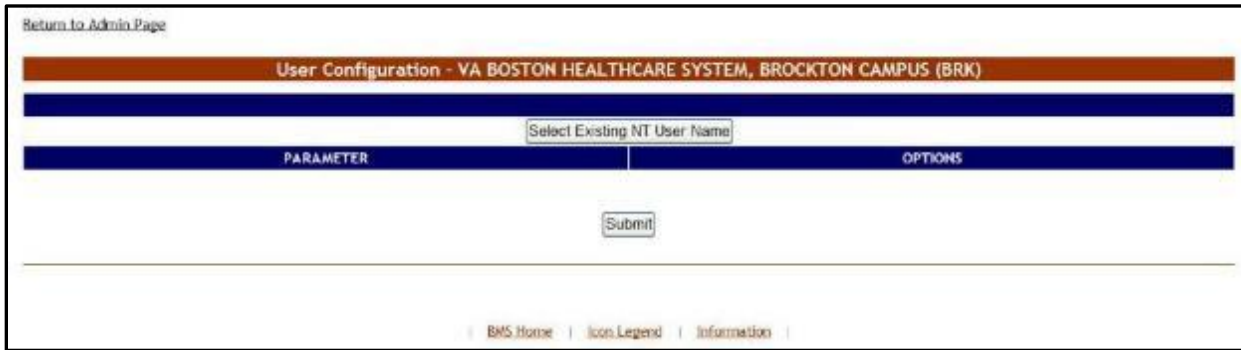 Return to Admin Page
User Configuration - VA BOSTON HEALTHCARE SYSTEM, BROCKTON CAMPUS (BRK)
Select Existing NT User Name
PARAMETER OPTIONS
Submit
| BMS Home | Icon Legend | Information |